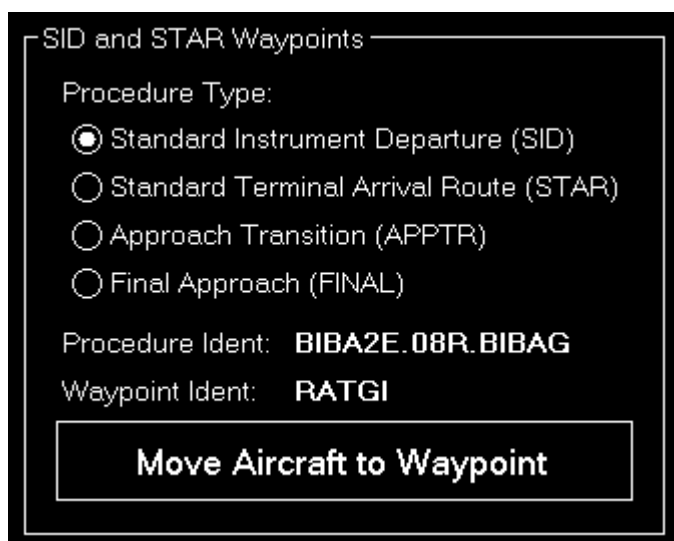 SID and STAR Waypoints
Procedure Type:
Standard Instrument Departure (SID)
Standard Terminal Arrival Route (STAR)
Approach Transition (APPTR)
Final Approach (FINAL)
Procedure Ident: BIBA2E.08R.BIBAG
Waypoint Ident: RATGI
Move Aircraft to Waypoint